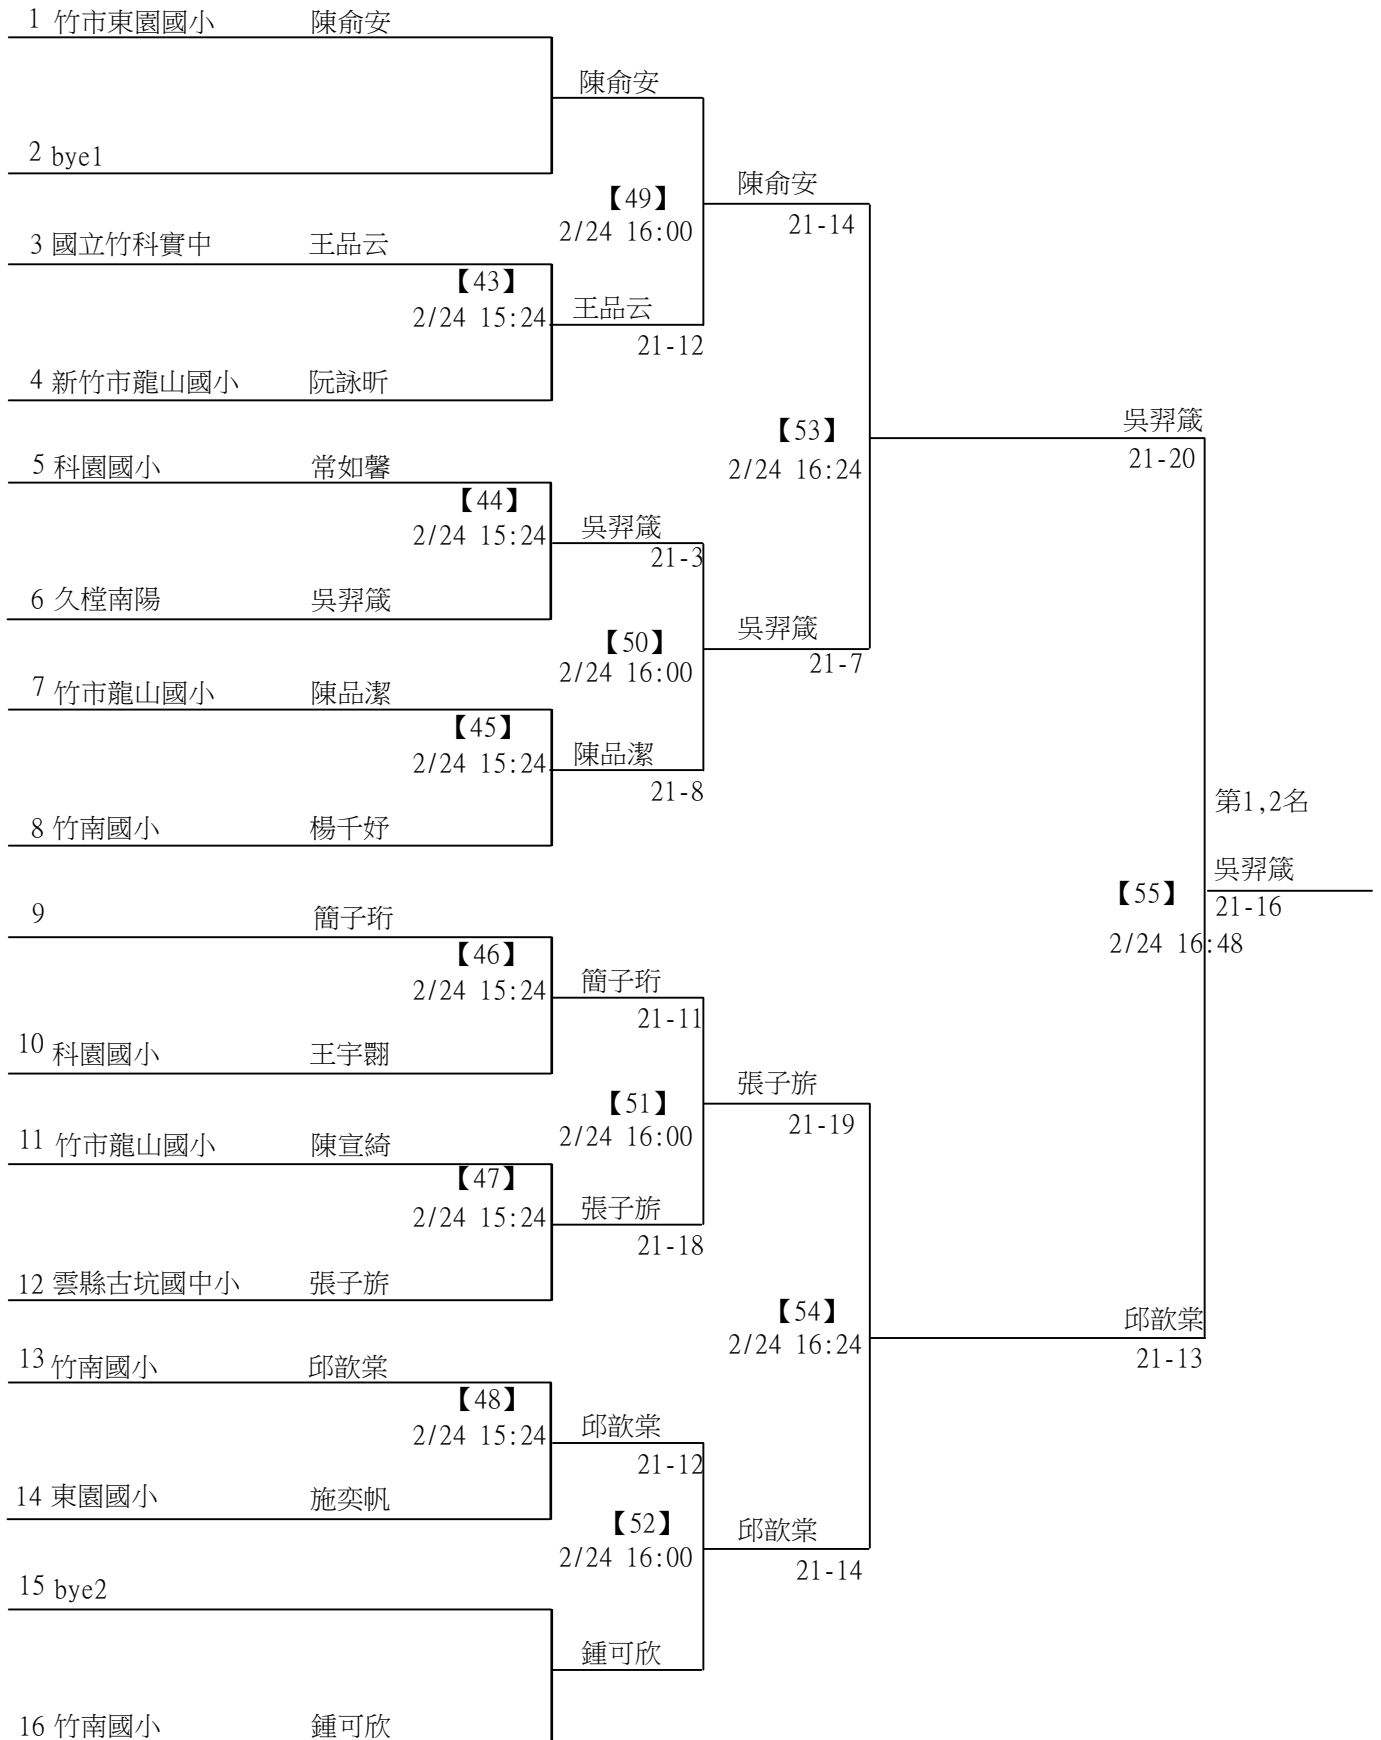 1 竹市東園國小 陳俞安
陳俞安
2 bye1
陳俞安
【49】
21-14
2/24 16:00
3 國立竹科實中 王品云
【43】
2/24 15:24
王品云
21-12
4 新竹市龍山國小 阮詠昕
吳羿箴
【53】
21-20
2/24 16:24
5 科園國小 常如馨
【44】
2/24 15:24
吳羿箴
21-3
6 久樘南陽 吳羿箴
吳羿箴
【50】
21-7
2/24 16:00
7 竹市龍山國小 陳品潔
【45】
2/24 15:24
陳品潔
21-8
第1,2名
8 竹南國小 楊千妤
吳羿箴
【55】
21-16
2/24 16:48
9 簡子珩
【46】
2/24 15:24
簡子珩
21-11
10 科園國小 王宇翾
張子旂
【51】
21-19
2/24 16:00
11 竹市龍山國小 陳宣綺
【47】
2/24 15:24
張子旂
21-18
12 雲縣古坑國中小 張子旂
【54】
邱歆棠
2/24 16:24
21-13
13 竹南國小 邱歆棠
【48】
2/24 15:24
邱歆棠
21-12
14 東園國小 施奕帆
【52】
邱歆棠
2/24 16:00
21-14
15 bye2
鍾可欣
16 竹南國小 鍾可欣